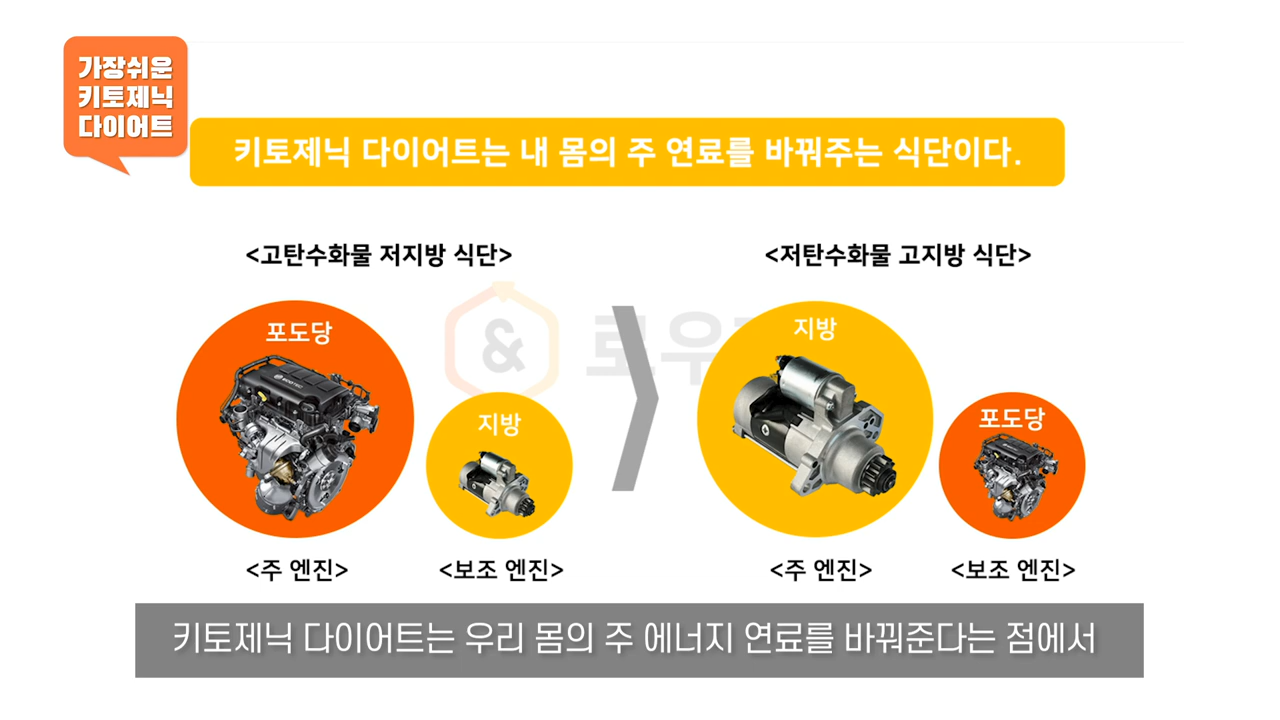 가장쉬운
키토제닉
다이어트
키토제닉 다이어트는 내 몸의 주 연료를 바꿔주는 식단이다.
<고탄수화물 저지방 식단>
<저탄수화물 고지방 식단>
포도당
지방
&
로우
지방
포도당
<주 엔진>
<보조 엔진>
<주 엔진>
<보조 엔진>
키토제닉 다이어트는 우리 몸의 주 에너지 연료를 바꿔준다는 점에서